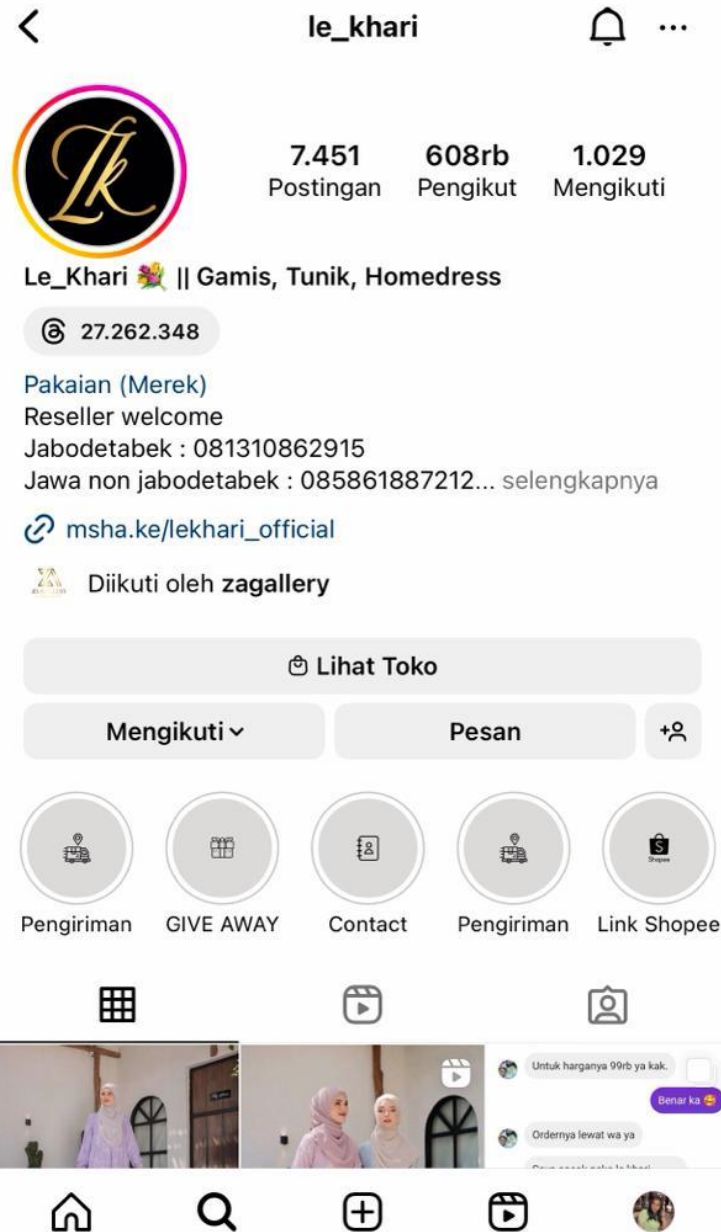 le_khari
Lk
7.451 608rb 1.029
Postingan Pengikut Mengikuti
Le_Khari 💐 || Gamis, Tunik, Homedress
27.262.348
Pakaian (Merek)
Reseller welcome
Jabodetabek : 081310862915
Jawa non jabodetabek : 085861887212... selengkapnya
msha.ke/lekhari_official
Diikuti oleh zagallery
Lihat Toko
Mengikuti Pesan
Shopee
Pengiriman GIVE AWAY Contact Pengiriman Link Shopee
Untuk harganya 99rb ya kak.
Benar ka 🥰
Ordernya lewat wa ya